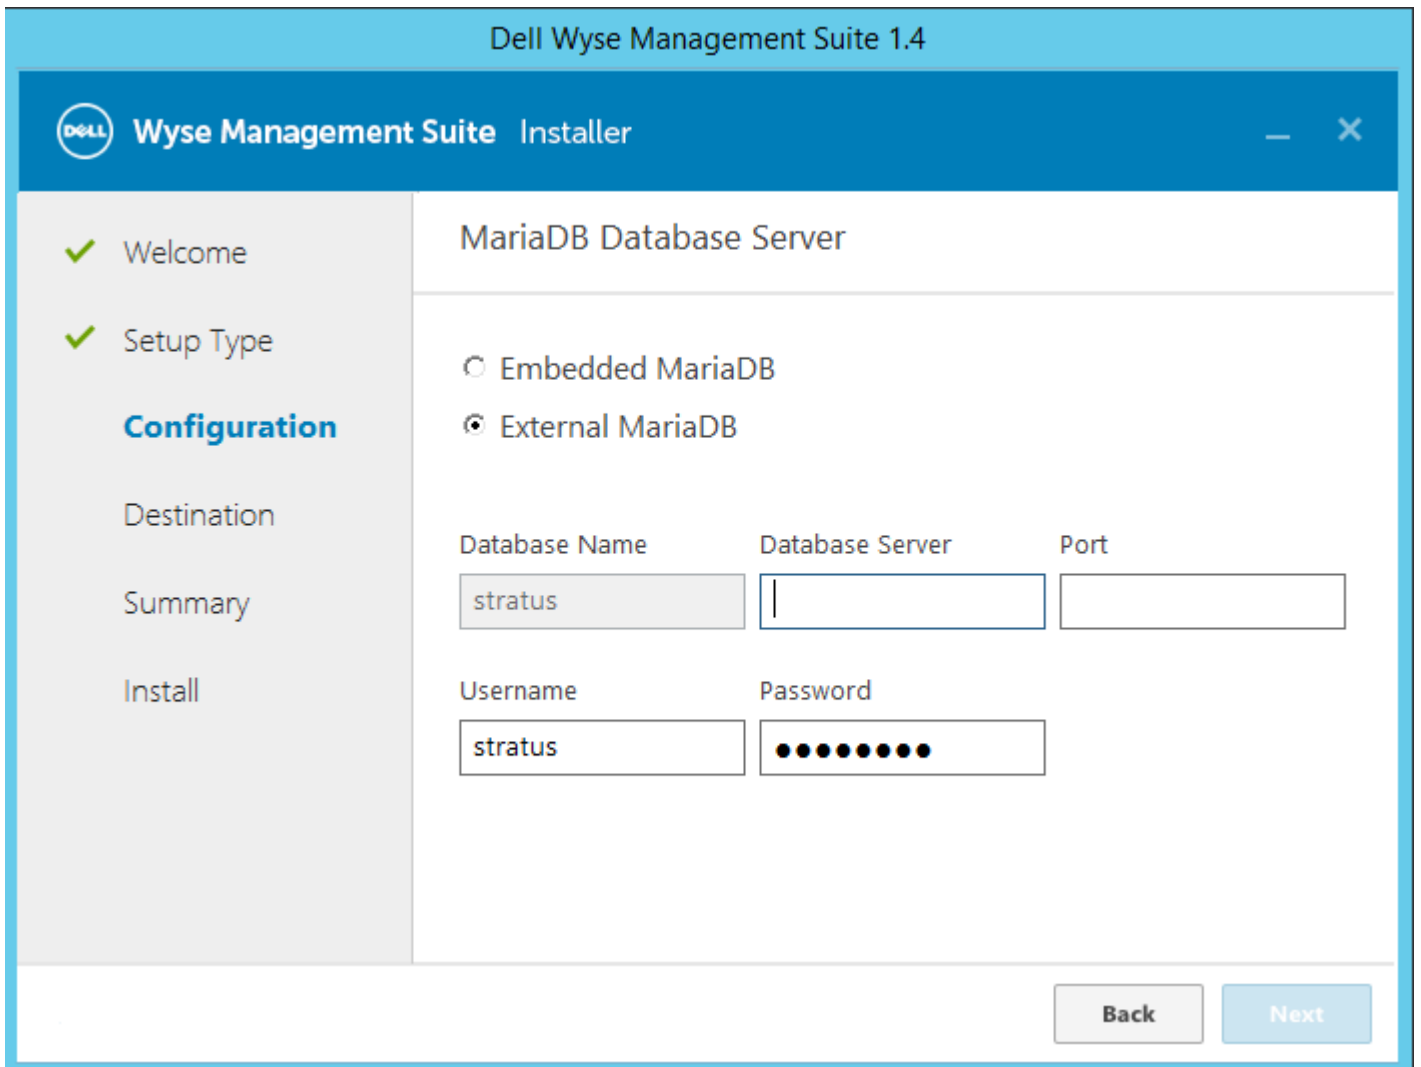 Dell Wyse Management Suite 1.4
DELL Wyse Management Suite Installer
Welcome
Setup Type
Configuration
Destination
Summary
Install
MariaDB Database Server
Embedded MariaDB
External MariaDB
Database Name Database Server Port
stratus
Username Password
stratus ●●●●●●●●
Back Next